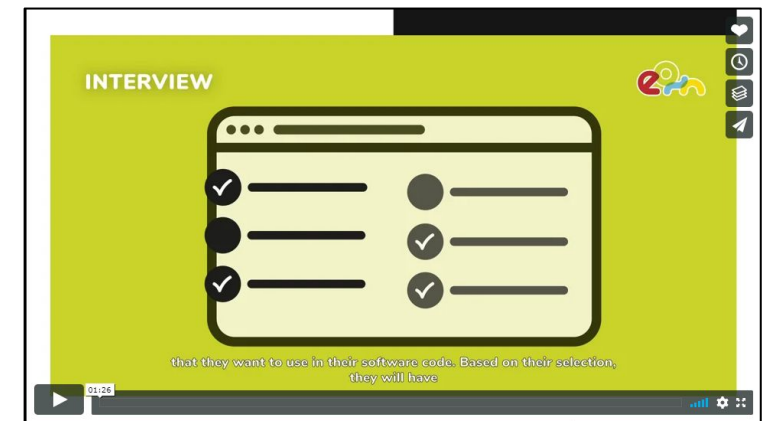 INTERVIEW
that they want to use in their software code. Based on their selection,
they will have
01:26